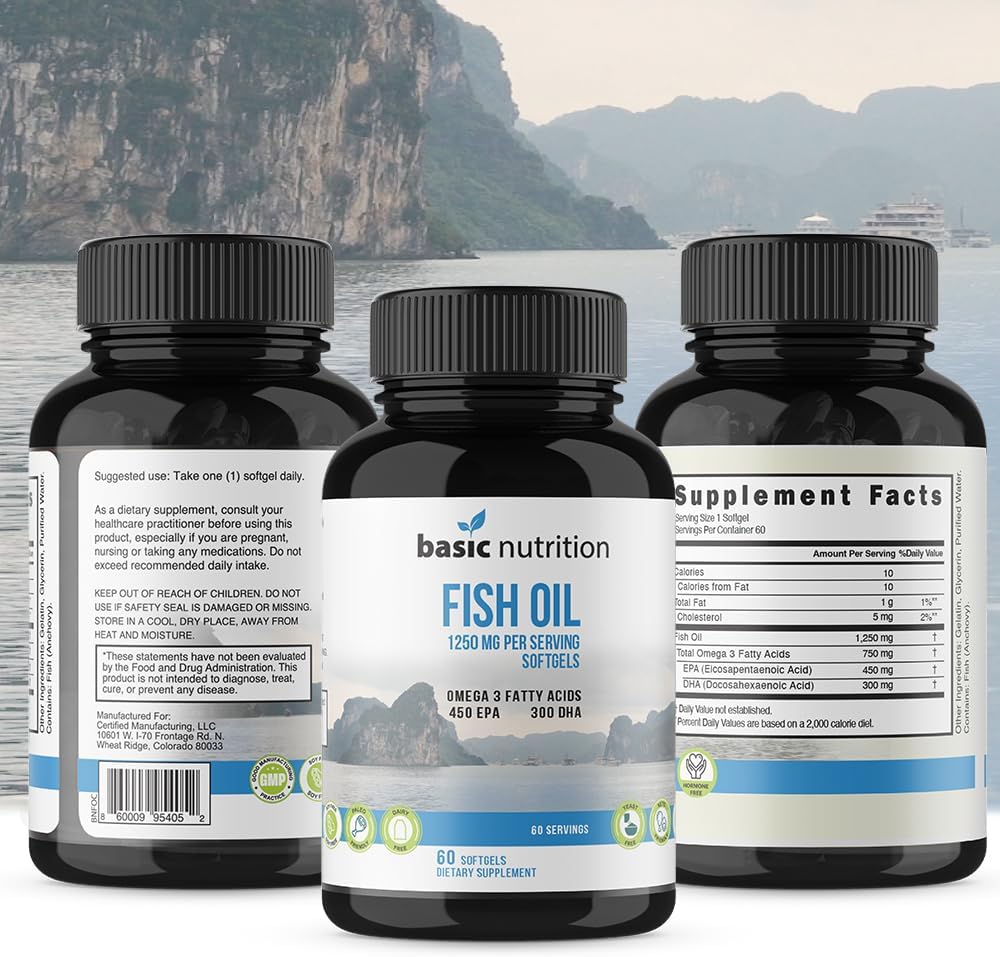 Suggested use: Take one (1) softgel daily.
As a dietary supplement, consult your
healthcare practitioner before using this
product, especially if you are pregnant,
nursing or taking any medications. Do not
exceed recommended daily intake.
KEEP OUT OF REACH OF CHILDREN. DO NOT
USE IF SAFETY SEAL IS DAMAGED OR MISSING.
STORE IN A COOL, DRY PLACE, AWAY FROM
HEAT AND MOISTURE.
*These statements have not been evaluated
by the Food and Drug Administration. This
product is not intended to diagnose, treat,
cure, or prevent any disease.
Manufactured For:
Certified Manufacturing, LLC
10601 W. I-70 Frontage Rd. N.
Wheat Ridge, Colorado 80033
BNFOC
8 60009 95405 2
GOOD MANUFACTURING
GMP
PRACTICE
Other Ingredients: Gelatin, Glycerin, Purified Water.
Contains: Fish (Anchovy).
basic nutrition
FISH OIL
1250 MG PER SERVING
SOFTGELS
OMEGA 3 FATTY ACIDS
450 EPA 300 DHA
PALEO
FRIENDLY
DAIRY
FREE
60 SERVINGS
YEAST
FREE
60 SOFTGELS
DIETARY SUPPLEMENT
Supplement Facts
Serving Size 1 Softgel
Servings Per Container 60
Amount Per Serving %Daily Value
Calories 10
Calories from Fat 10
Total Fat 1 g 1%**
Cholesterol 5 mg 2%**
Fish Oil 1,250 mg †
Total Omega 3 Fatty Acids 750 mg †
EPA (Eicosapentaenoic Acid) 450 mg †
DHA (Docosahexaenoic Acid) 300 mg †
Daily Value not established.
Percent Daily Values are based on a 2,000 calorie diet.
Other Ingredients: Gelatin, Glycerin, Purified Water.
Contains: Fish (Anchovy).
HORMONE
FREE